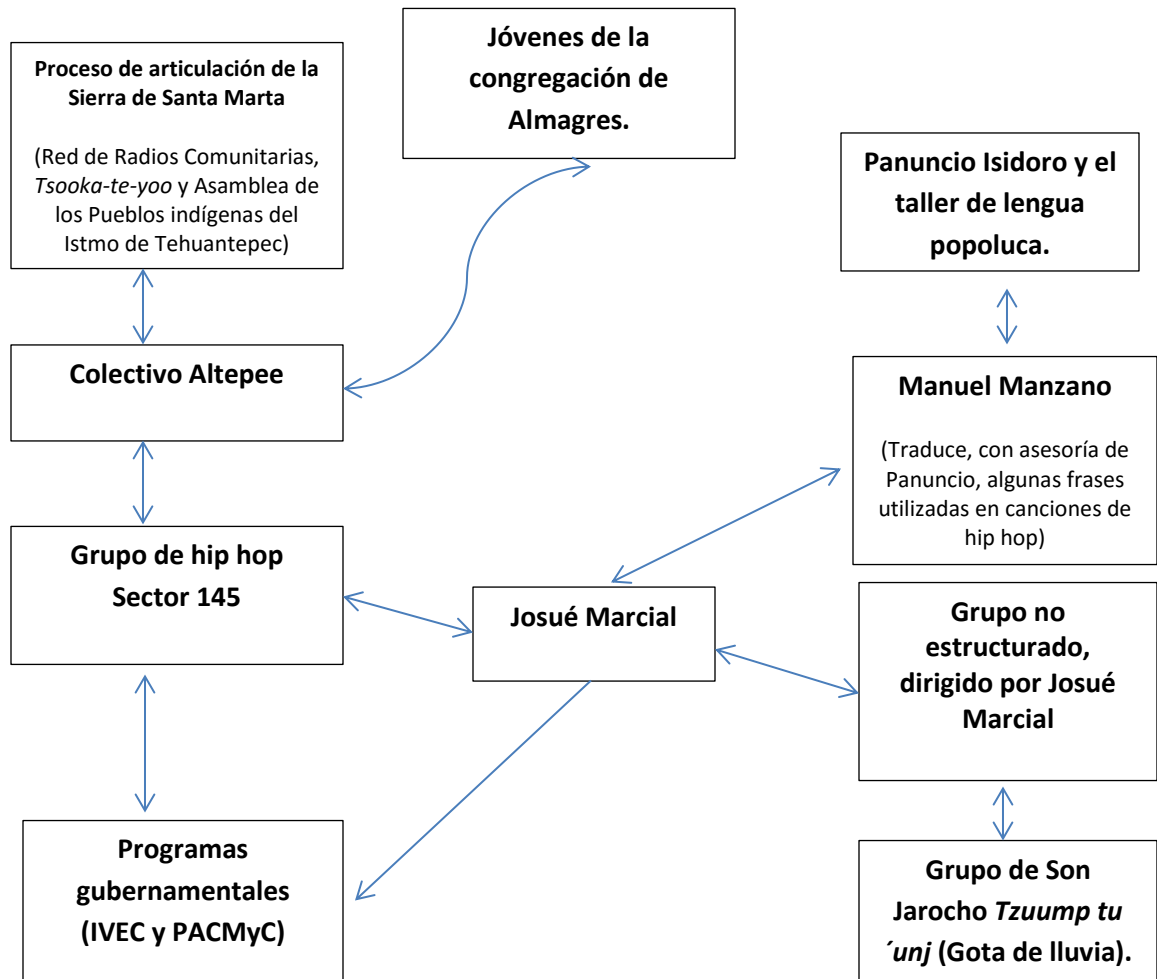 Proceso de articulación de la
Sierra de Santa Marta
(Red de Radios Comunitarias,
Tsooka-te-yoo y Asamblea de
los Pueblos indígenas del
Istmo de Tehuantepec)
Jóvenes de la
congregación de
Almagres.
Panuncio Isidoro y el
taller de lengua
popoluca.
Colectivo Altepee
Manuel Manzano
(Traduce, con asesoría de
Panuncio, algunas frases
utilizadas en canciones de
hip hop)
Grupo de hip hop
Sector 145
Josué Marcial
Grupo no
estructurado,
dirigido por Josué
Marcial
Programas
gubernamentales
(IVEC y PACMyC)
Grupo de Son
Jarocho Tzuump tu
´unj (Gota de lluvia).